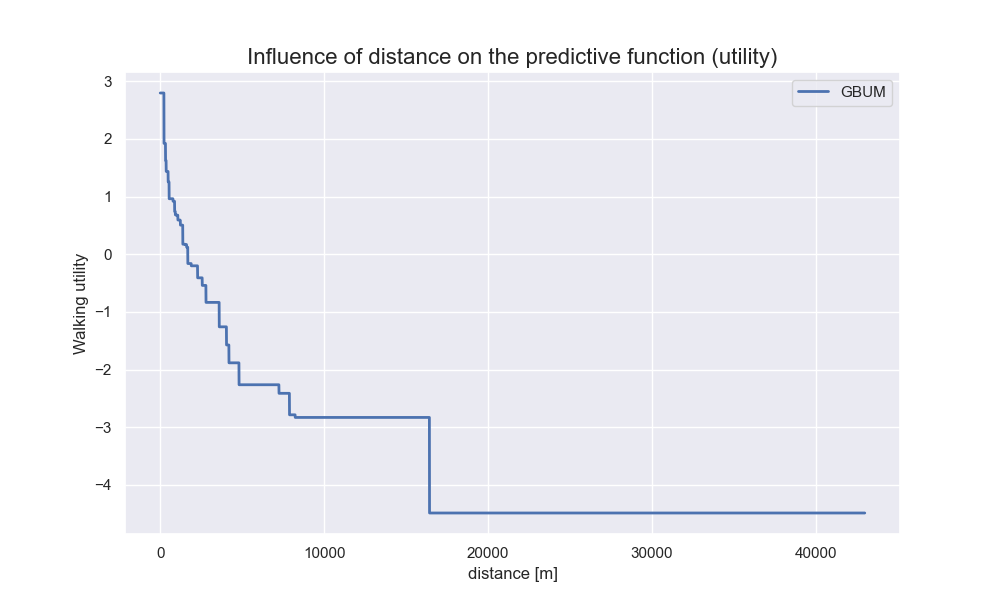 Influence of distance on the predictive function (utility)
GBUM
3
2
1
0
−1
−2
−3
−4
Walking utility
0 10000 20000 30000 40000
distance [m]